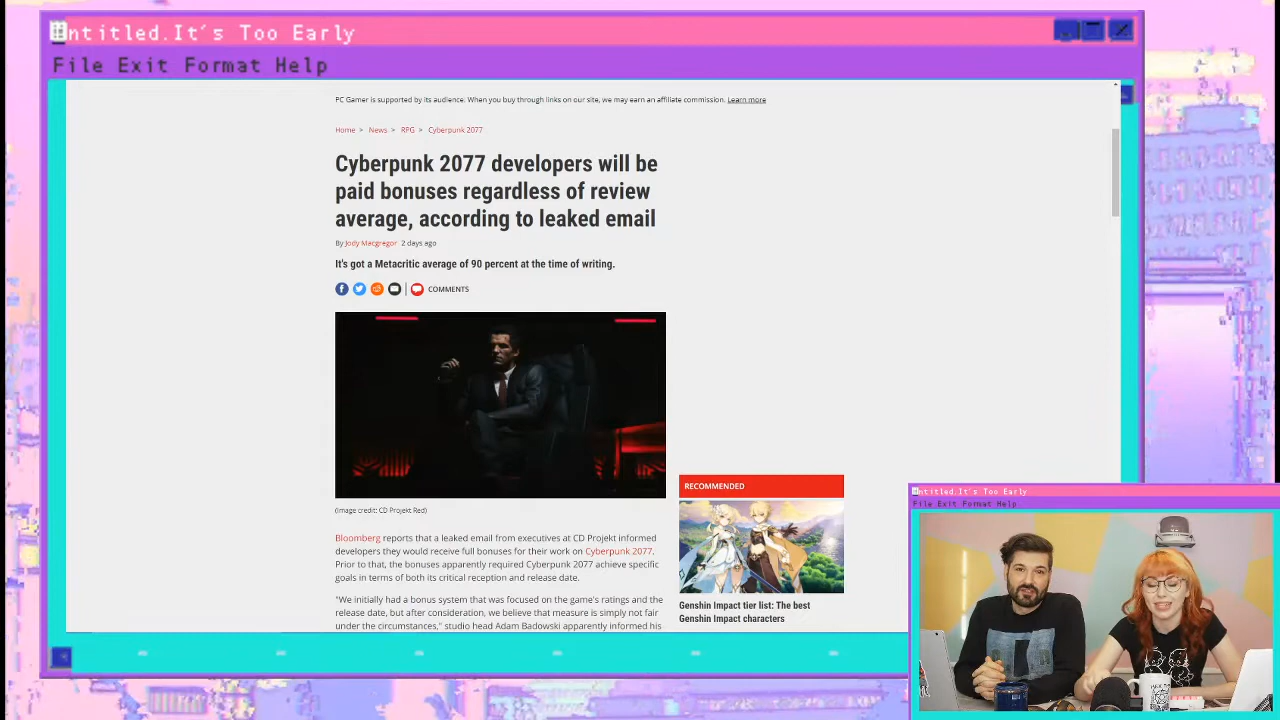 ntitled.It's Too Early
File Exit Format Help
PC Gamer is supported by its audience. When you buy through links on our site, we may earn an affiliate commission. Learn more
Home > News > RPG > Cyberpunk 2077
Cyberpunk 2077 developers will be
paid bonuses regardless of review
average, according to leaked email
By Jody Macgregor 2 days ago
It's got a Metacritic average of 90 percent at the time of writing.
COMMENTS
(Image credit: CD Projekt Red)
Bloomberg reports that a leaked email from executives at CD Projekt informed
developers they would receive full bonuses for their work on Cyberpunk 2077.
Prior to that, the bonuses apparently required Cyberpunk 2077 achieve specific
goals in terms of both its critical reception and release date.
"We initially had a bonus system that was focused on the game's ratings and the
release date, but after consideration, we believe that measure is simply not fair
under the circumstances," studio head Adam Badowski apparently informed his
RECOMMENDED
Genshin Impact tier list: The best
Genshin Impact characters
ntitled.It's Too Early
File Exit Format Help